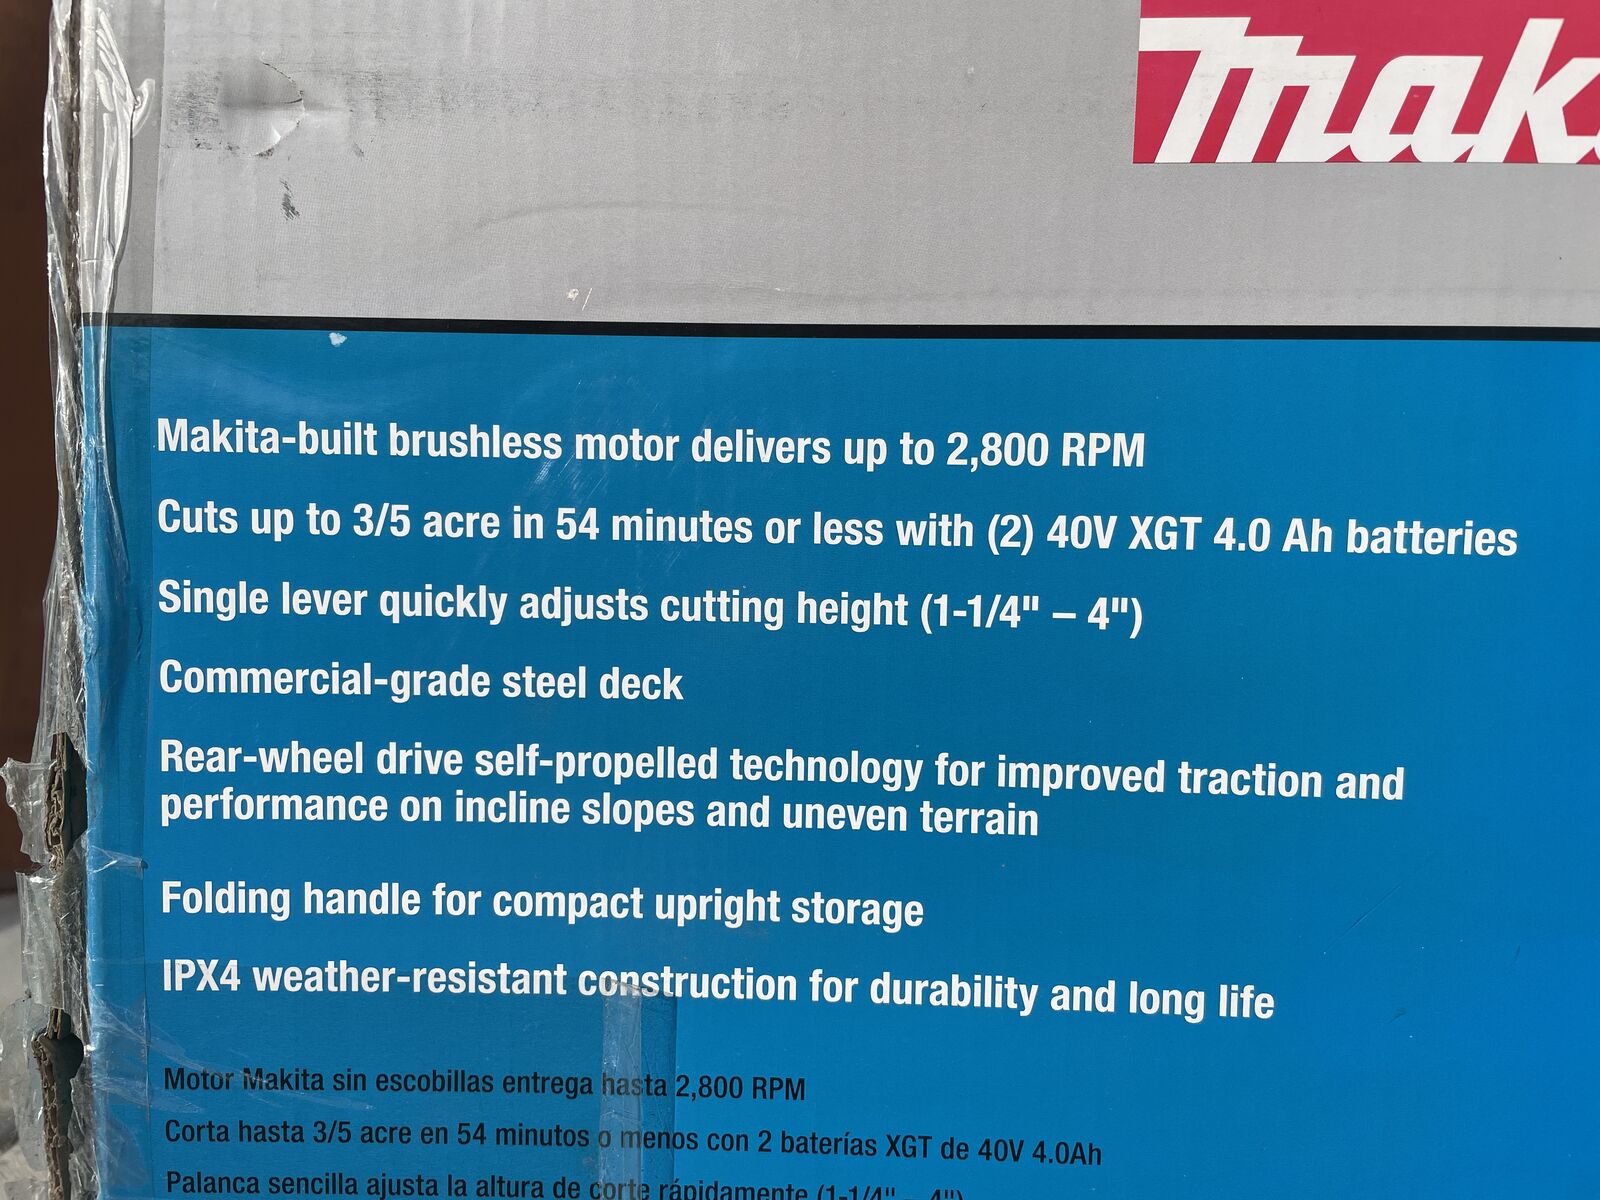 Mak
Makita-built brushless motor delivers up to 2,800 RPM
Cuts up to 3/5 acre in 54 minutes or less with (2) 40V XGT 4.0 Ah batteries
Single lever quickly adjusts cutting height (1-1/4" – 4")
Commercial-grade steel deck
Rear-wheel drive self-propelled technology for improved traction and
performance on incline slopes and uneven terrain
Folding handle for compact upright storage
IPX4 weather-resistant construction for durability and long life
Motor Makita sin escobillas entrega hasta 2,800 RPM
Corta hasta 3/5 acre en 54 minutos o menos con 2 baterías XGT de 40V 4.0Ah
Palanca sencilla ajusta la altura de corte rápidamente (1-1/4" – 4")